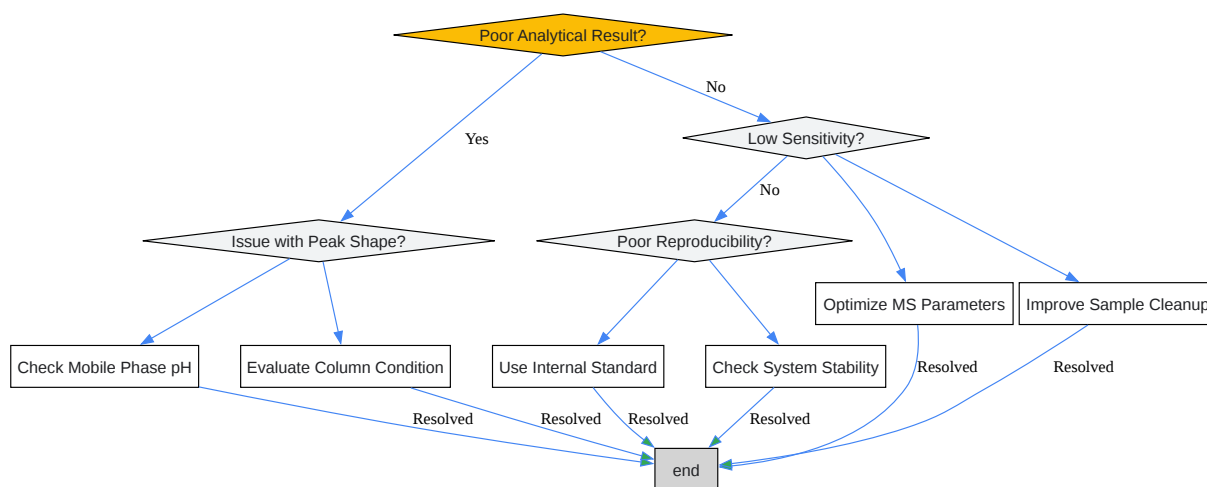 Poor Analytical Result?
No
Yes
Low Sensitivity?
No
Issue with Peak Shape?
Poor Reproducibility?
Optimize MS Parameters
Improve Sample Cleanup
Check Mobile Phase pH
Evaluate Column Condition
Use Internal Standard
Check System Stability
Resolved
Resolved
Resolved
Resolved
Resolved
Resolved
end